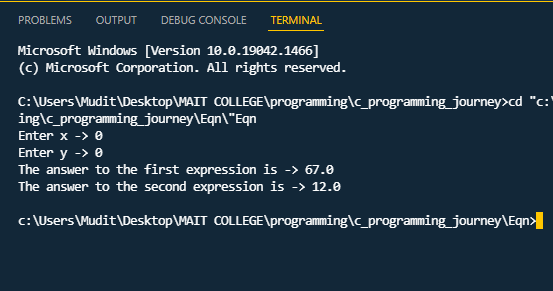 PROBLEMS OUTPUT DEBUG CONSOLE TERMINAL
Microsoft Windows [Version 10.0.19042.1466]
(c) Microsoft Corporation. All rights reserved.
C:\Users\Mudit\Desktop\MAIT COLLEGE\programming\c_programming_journey>cd "c:\
ing\c_programming_journey\Eqn\"Eqn
Enter x -> 0
Enter y -> 0
The answer to the first expression is -> 67.0
The answer to the second expression is -> 12.0
c:\Users\Mudit\Desktop\MAIT COLLEGE\programming\c_programming_journey\Eqn>